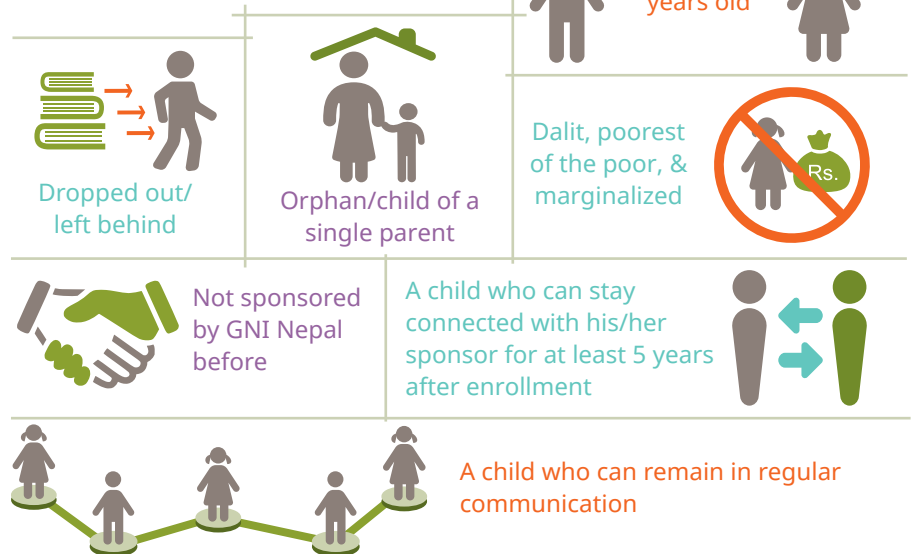 years old
Dropped out/
left behind
Orphan/child of a
single parent
Dalit, poorest
of the poor, &
marginalized
Rs.
Not sponsored
by GNI Nepal
before
A child who can stay
connected with his/her
sponsor for at least 5 years
after enrollment
A child who can remain in regular
communication